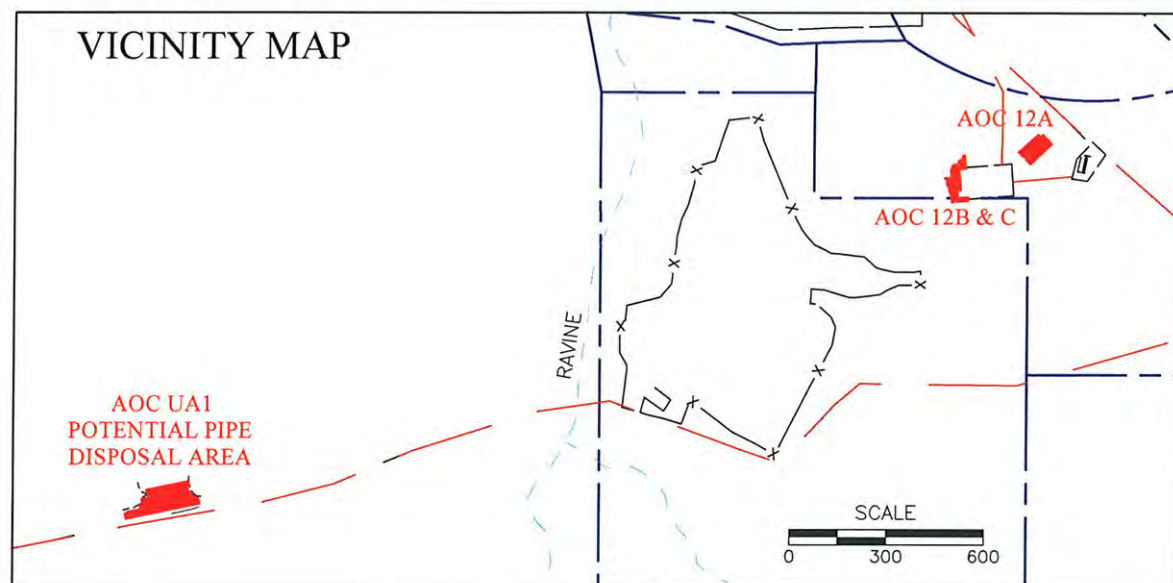 VICINITY MAP
AOC 12A
AOC 12B & C
RAVINE
AOC UA1
POTENTIAL PIPE
DISPOSAL AREA
SCALE
0 300 600